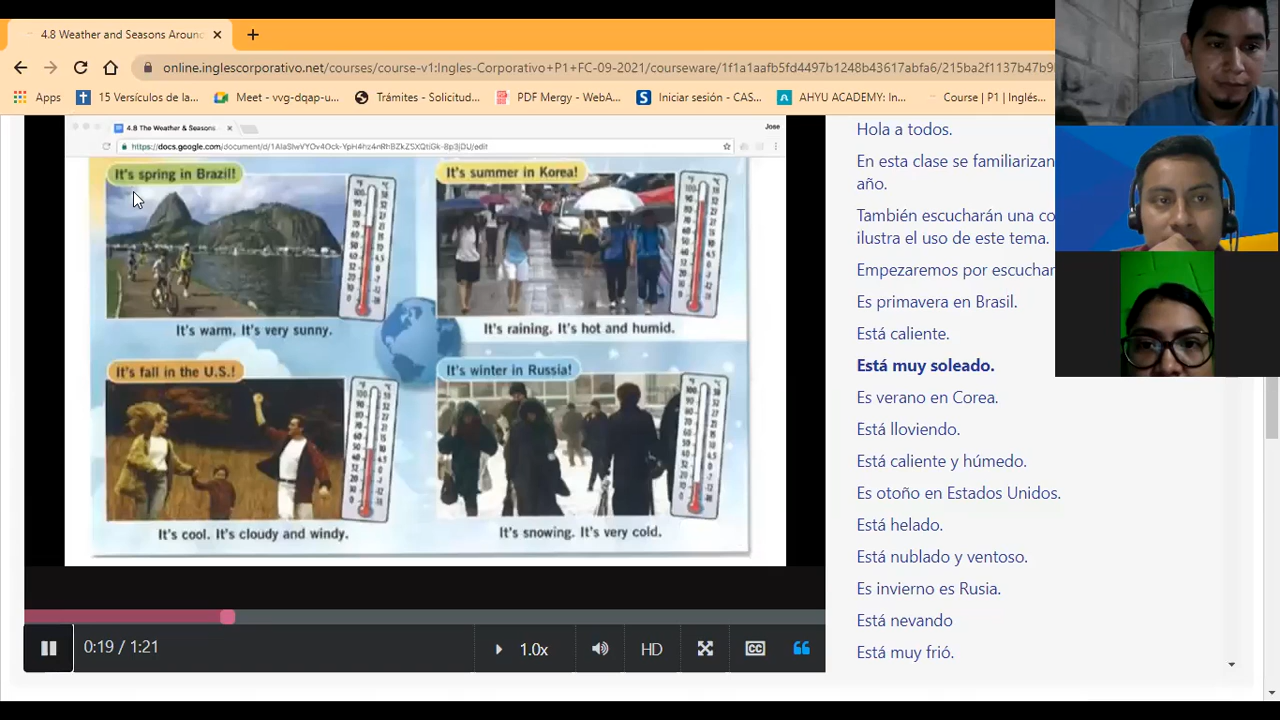 4.8 Weather and Seasons Aroun
online.inglescorporativo.net/courses/course-v1:Ingles-Corporativo+P1+FC-09-2021/courseware/1f1a1aafb5fd4497b1248b43617abfa6/215ba2f1137b47b9
Apps
15 Versículos de la...
Meet - vvg-dqap-u...
Trámites - Solicitud...
PDF Mergy - WebA...
Iniciar sesión - CAS...
AHYU ACADEMY: In...
Course | P1 | Inglés...
4.8 The Weather & Seasons
Jose
It's spring in Brazil!
It's warm. It's very sunny.
It's summer in Korea!
It's raining. It's hot and humid.
It's fall in the U.S.!
It's cool. It's cloudy and windy.
It's winter in Russia!
It's snowing. It's very cold.
0:19 / 1:21
1.0x
HD
CC
Hola a todos.
En esta clase se familiarizan
año.
También escucharán una co
ilustra el uso de este tema.
Empezaremos por escuchar
Es primavera en Brasil.
Está caliente.
Está muy soleado.
Es verano en Corea.
Está lloviendo.
Está caliente y húmedo.
Es otoño en Estados Unidos.
Está helado.
Está nublado y ventoso.
Es invierno es Rusia.
Está nevando
Está muy frió.